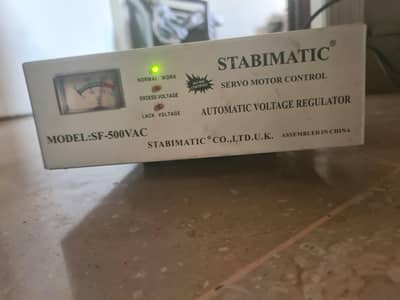 STABIMATIC®
NORMAL WORK
SERVO MOTOR CONTROL
EXCESS VOLTAGE
AUTOMATIC VOLTAGE REGULATOR
LACK VOLTAGE
MODEL:SF-500VAC
STABIMATIC® CO.,LTD.U.K. ASSEMBLED IN CHINA